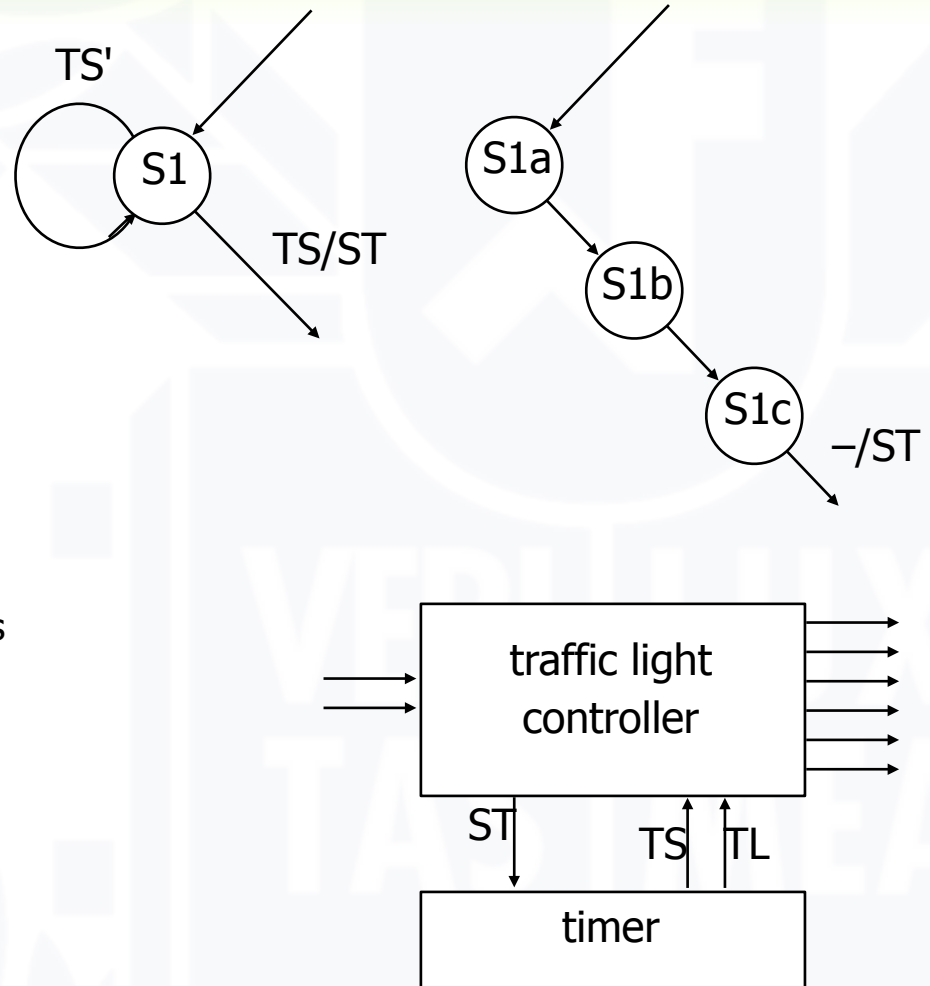 TS'
S1
TS/ST
S1a
S1b
S1c
–/ST
s
traffic light
controller
ST
TS
TL
timer